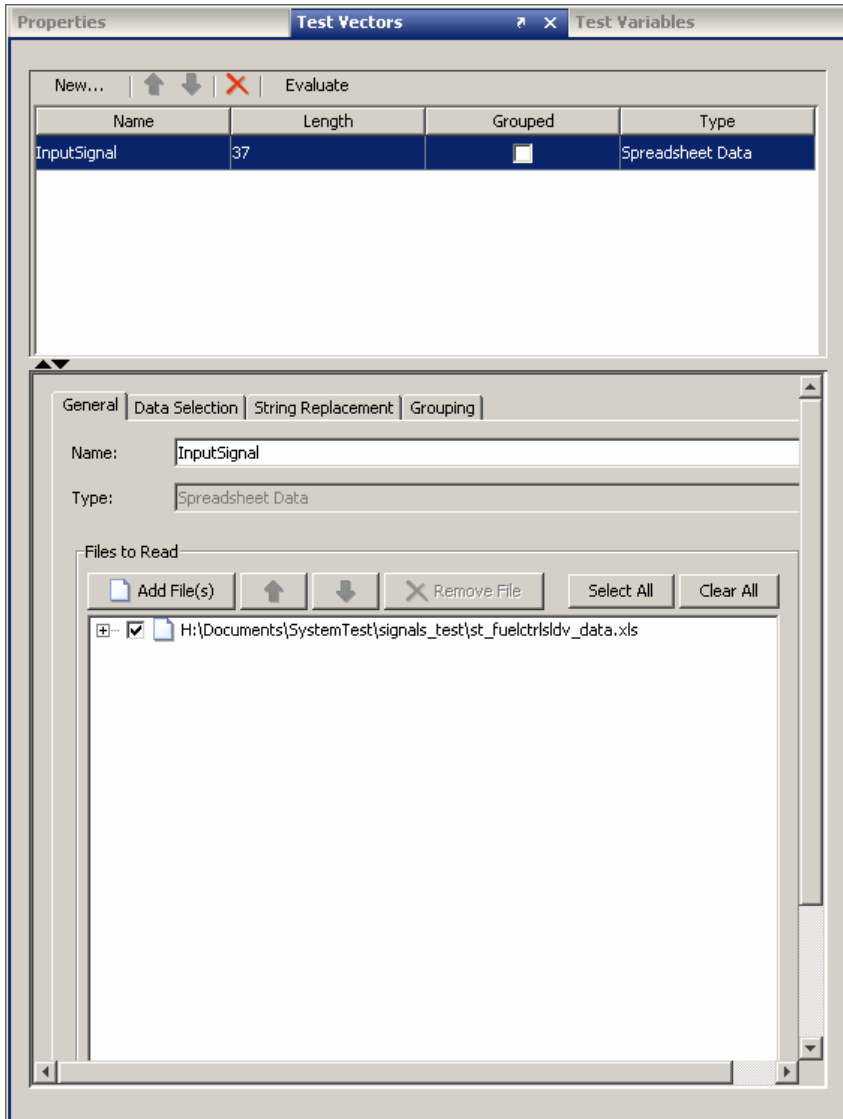 Properties Test Vectors Test Variables
New... Evaluate
Name Length Grouped Type
InputSignal 37 Spreadsheet Data
General Data Selection String Replacement Grouping
Name: InputSignal
Type: Spreadsheet Data
Files to Read
Add File(s) Remove File Select All Clear All
H:\Documents\SystemTest\signals_test\st_fuelctrlsldv_data.xls